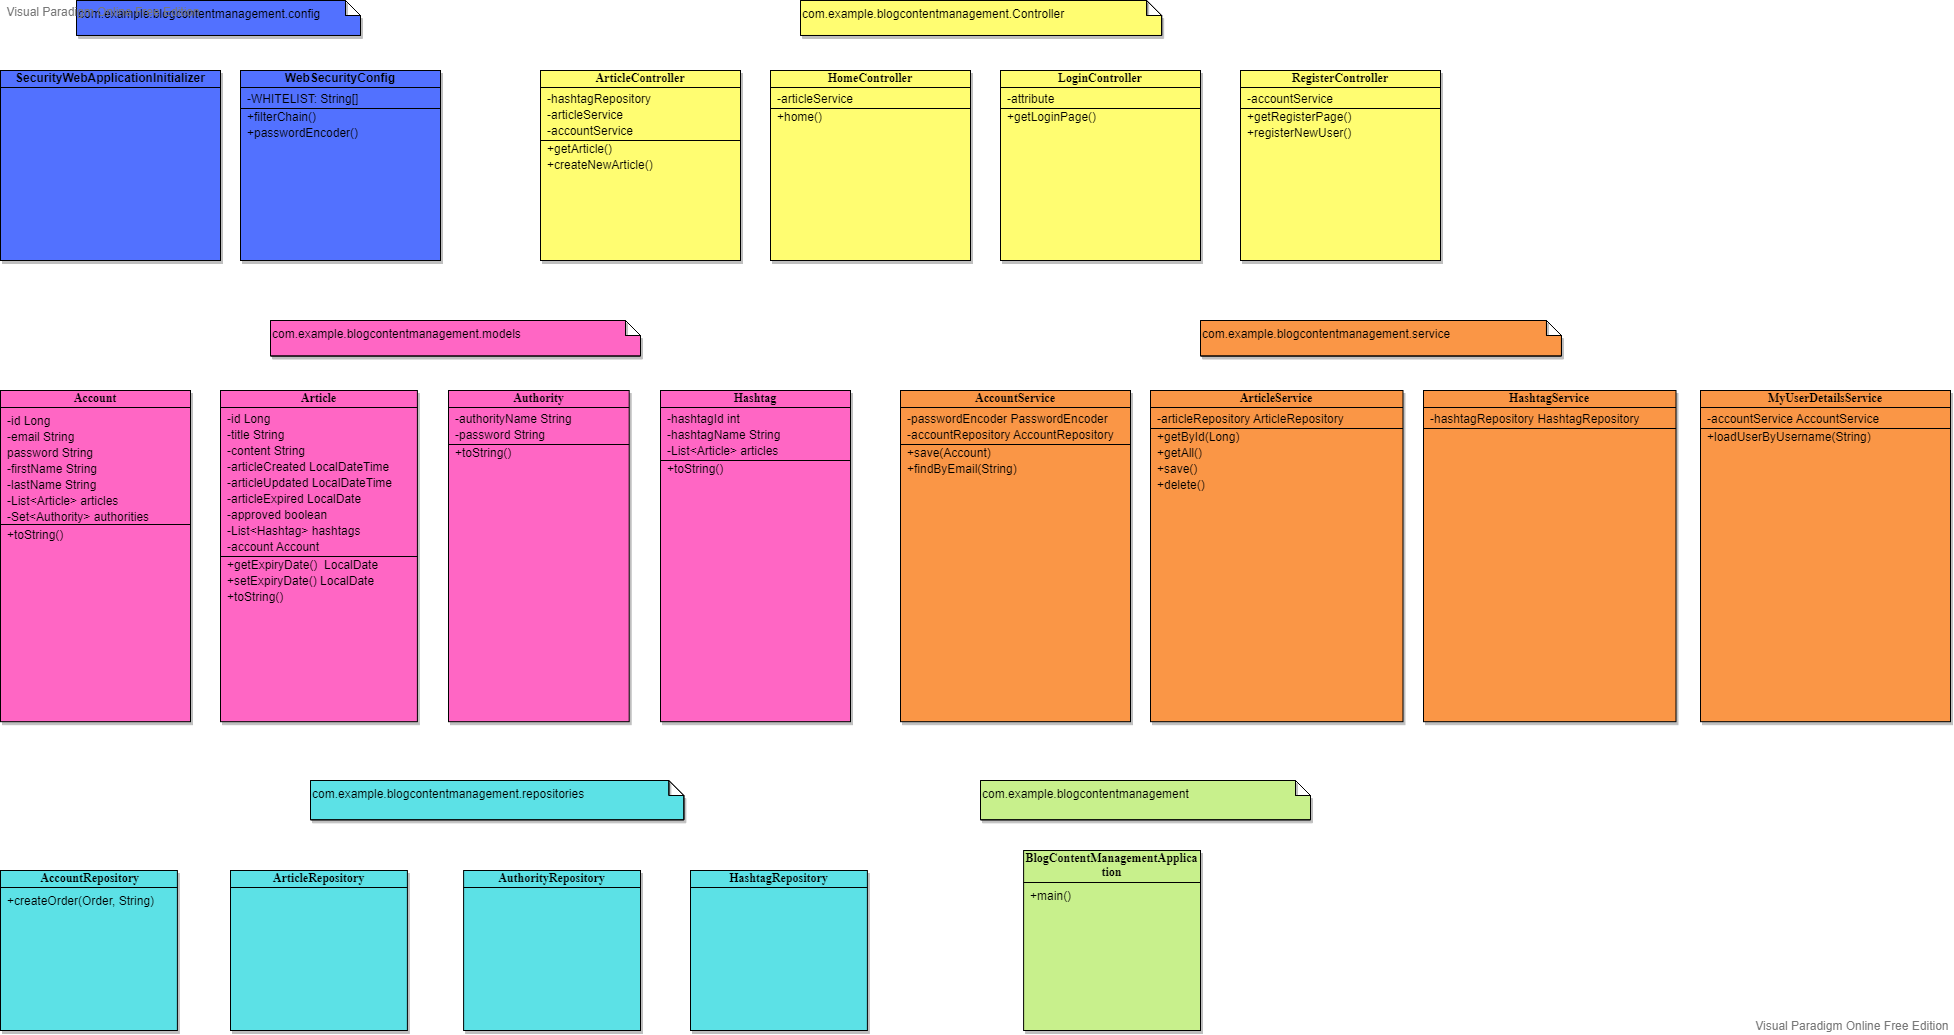 Visual Paradigm Online Free Edition
com.example.blogcontentmanagement.config
com.example.blogcontentmanagement.Controller
SecurityWebApplicationInitializer
WebSecurityConfig
-WHITELIST: String[]
+filterChain()
+passwordEncoder()
ArticleController
-hashtagRepository
-articleService
-accountService
+getArticle()
+createNewArticle()
HomeController
-articleService
+home()
LoginController
-attribute
+getLoginPage()
RegisterController
-accountService
+getRegisterPage()
+registerNewUser()
com.example.blogcontentmanagement.models
com.example.blogcontentmanagement.service
Account
-id Long
-email String
password String
-firstName String
-lastName String
-List<Article> articles
-Set<Authority> authorities
+toString()
Article
-id Long
-title String
-content String
-articleCreated LocalDateTime
-articleUpdated LocalDateTime
-articleExpired LocalDate
-approved boolean
-List<Hashtag> hashtags
-account Account
+getExpiryDate()  LocalDate
+setExpiryDate() LocalDate
+toString()
Authority
-authorityName String
-password String
+toString()
Hashtag
-hashtagId int
-hashtagName String
-List<Article> articles
+toString()
AccountService
-passwordEncoder PasswordEncoder
-accountRepository AccountRepository
+save(Account)
+findByEmail(String)
ArticleService
-articleRepository ArticleRepository
+getById(Long)
+getAll()
+save()
+delete()
HashtagService
-hashtagRepository HashtagRepository
MyUserDetailsService
-accountService AccountService
+loadUserByUsername(String)
com.example.blogcontentmanagement.repositories
com.example.blogcontentmanagement
AccountRepository
+createOrder(Order, String)
ArticleRepository
AuthorityRepository
HashtagRepository
BlogContentManagementApplica
tion
+main()
Visual Paradigm Online Free Edition